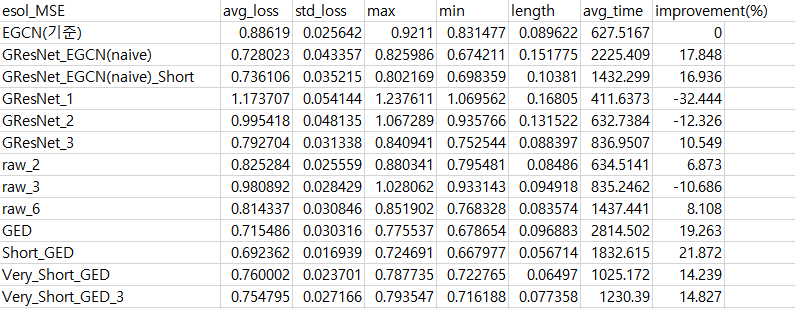 esol_MSE avg_loss std_loss max min length avg_time improvement(%)
EGCN(기준) 0.88619 0.025642 0.9211 0.831477 0.089622 627.5167 0
GResNet_EGCN(naive) 0.728023 0.043357 0.825986 0.674211 0.151775 2225.409 17.848
GResNet_EGCN(naive)_Short 0.736106 0.035215 0.802169 0.698359 0.10381 1432.299 16.936
GResNet_1 1.173707 0.054144 1.237611 1.069562 0.16805 411.6373 -32.444
GResNet_2 0.995418 0.048135 1.067289 0.935766 0.131522 632.7384 -12.326
GResNet_3 0.792704 0.031338 0.840941 0.752544 0.088397 836.9507 10.549
raw_2 0.825284 0.025559 0.880341 0.795481 0.08486 634.5141 6.873
raw_3 0.980892 0.028429 1.028062 0.933143 0.094918 835.2462 -10.686
raw_6 0.814337 0.030846 0.851902 0.768328 0.083574 1437.441 8.108
GED 0.715486 0.030316 0.775537 0.678654 0.096883 2814.502 19.263
Short_GED 0.692362 0.016939 0.724691 0.667977 0.056714 1832.615 21.872
Very_Short_GED 0.760002 0.023701 0.787735 0.722765 0.06497 1025.172 14.239
Very_Short_GED_3 0.754795 0.027166 0.793547 0.716188 0.077358 1230.39 14.827